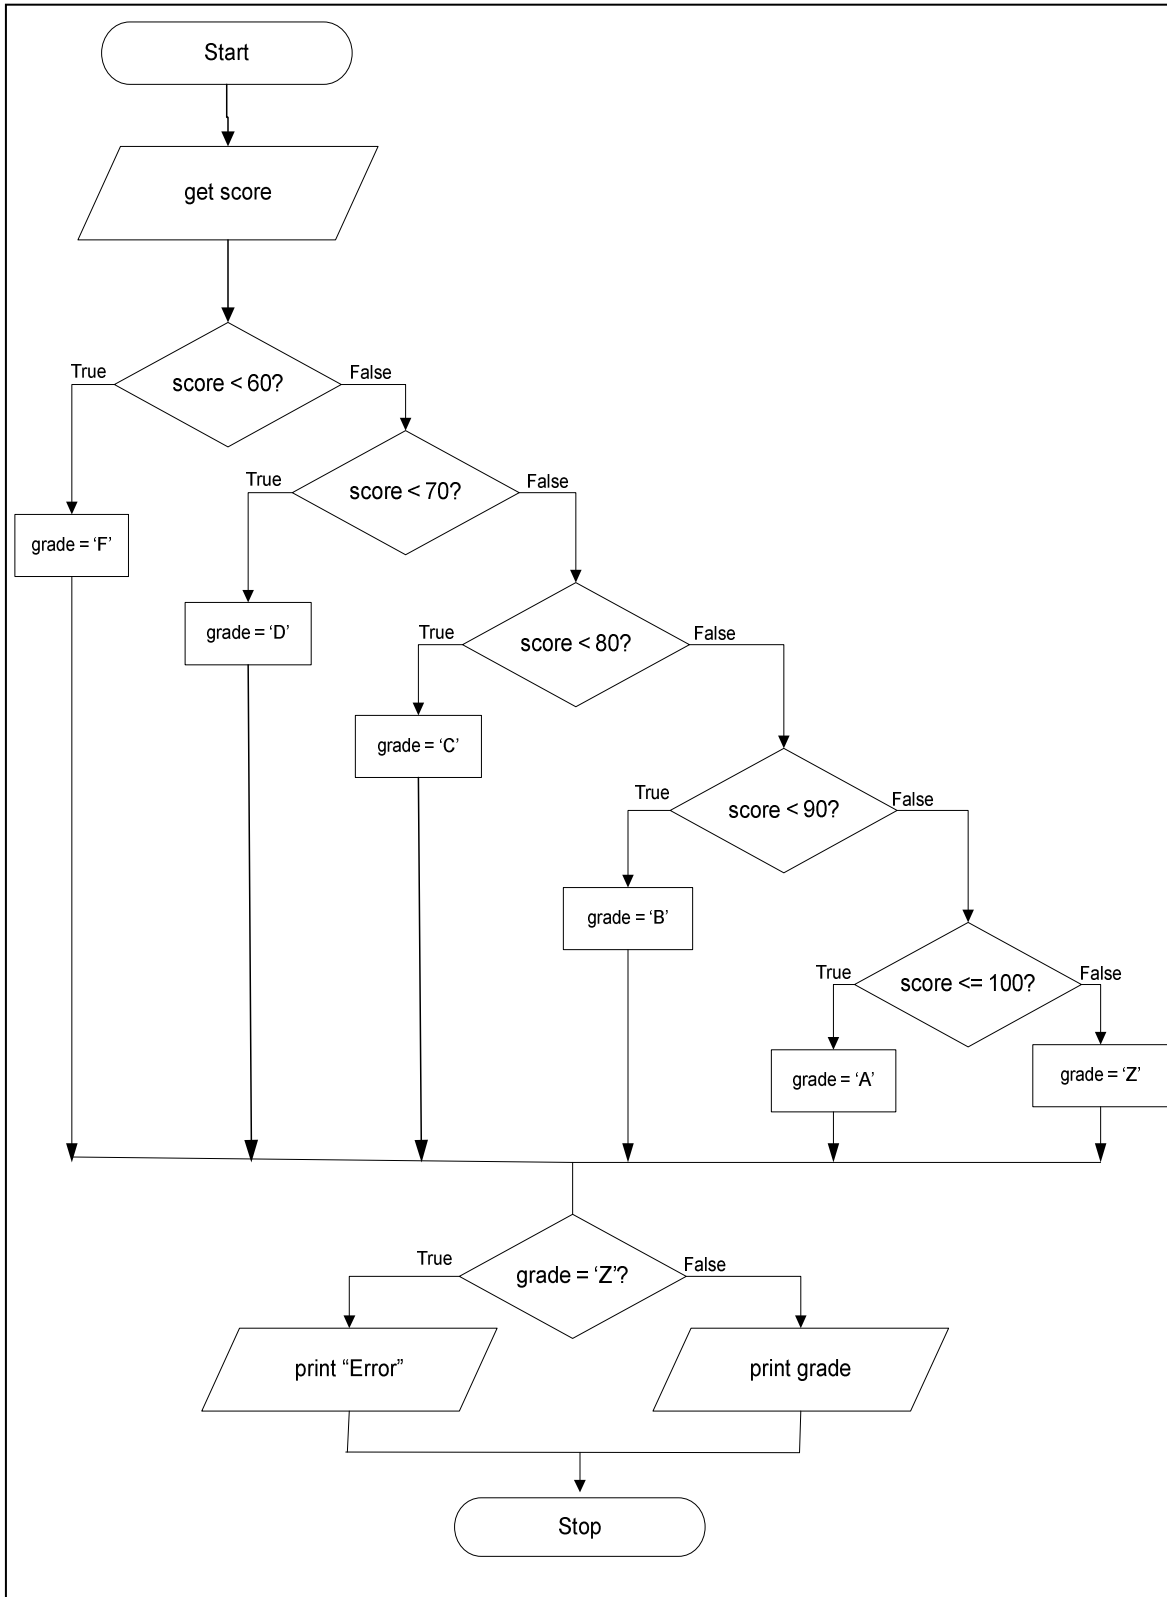 Start
get score
score < 60?
True
False
score < 70?
True
False
grade = ‘F’
grade = ‘D’
score < 80?
True
False
grade = ‘C’
score < 90?
True
False
grade = ‘B’
score <= 100?
True
False
grade = ‘A’
grade = ‘Z’
grade = ‘Z’?
True
False
print “Error”
print grade
Stop